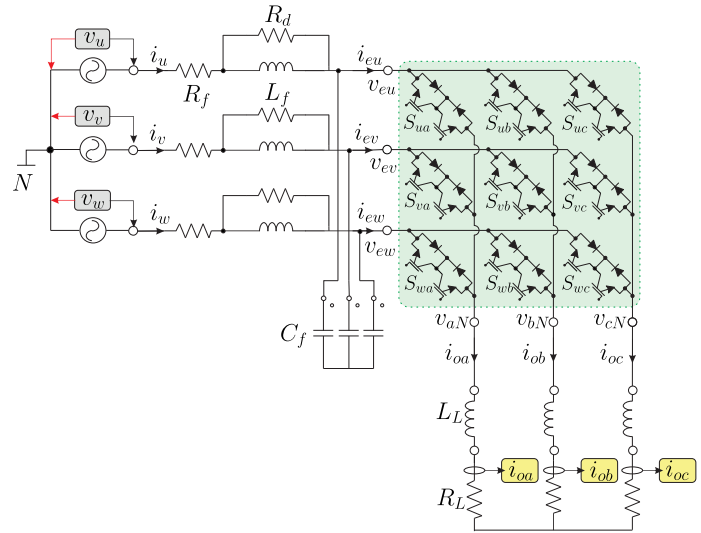 R_d
v_u
i_u
i_eu
R_f
v_eu
L_f
S_ua
S_ub
S_uc
v_v
i_v
i_ev
v_ev
N
S_va
S_vb
S_vc
v_w
i_w
i_ew
v_ew
S_wa
S_wb
S_wc
C_f
v_aN
v_bN
v_cN
i_oa
i_ob
i_oc
L_L
i_oa
i_ob
i_oc
R_L